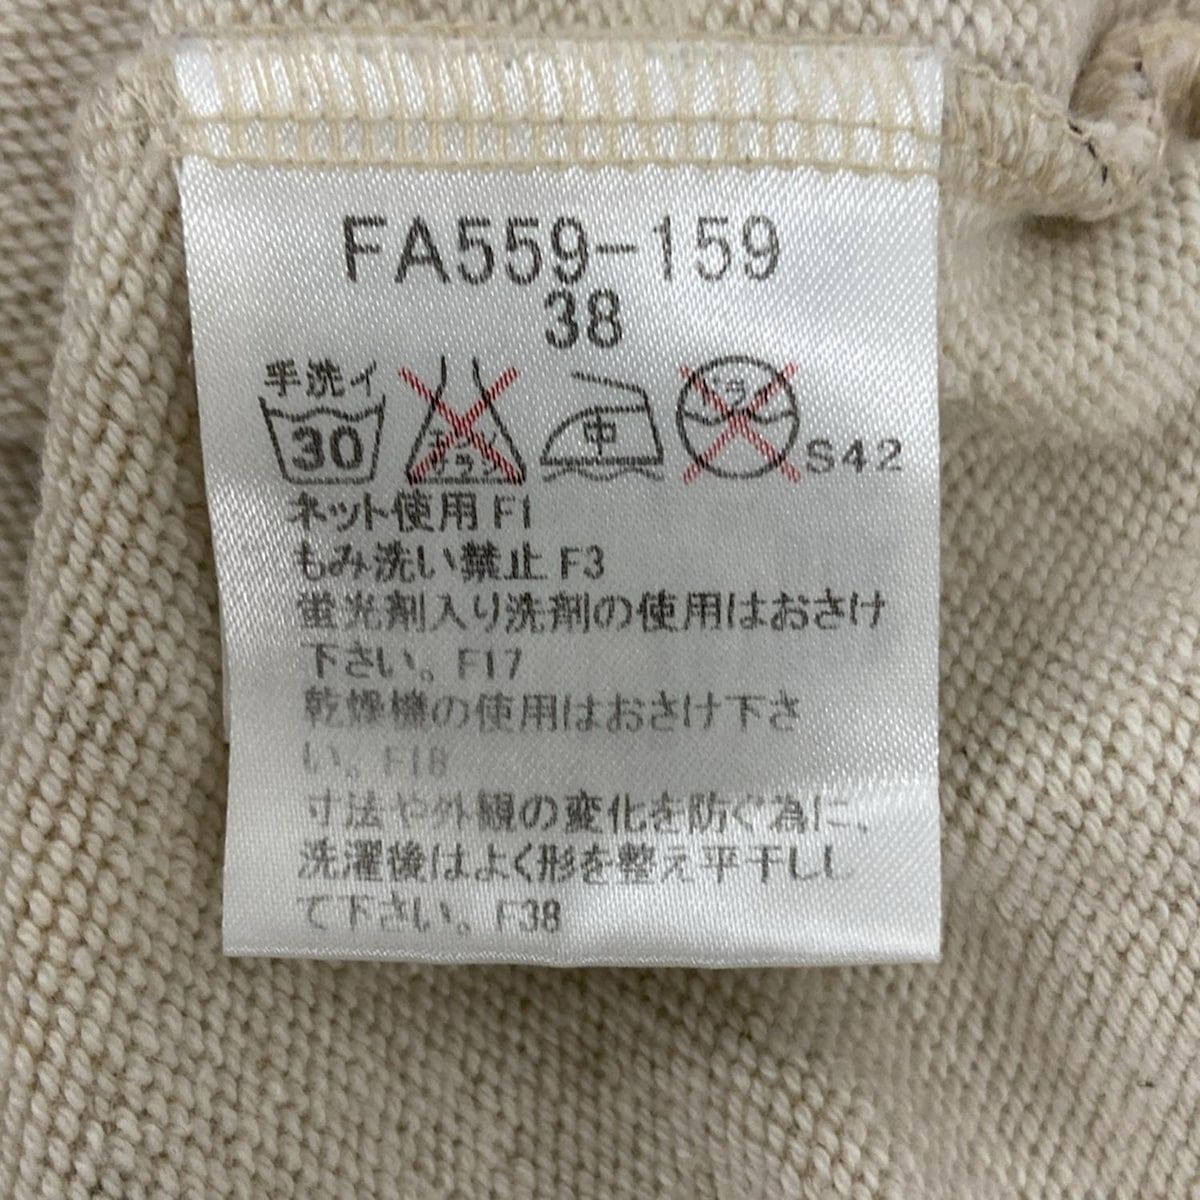 FA559-159
38
手洗イ
30
中
S42
ネット使用 F1
もみ洗い禁止 F3
蛍光剤入り洗剤の使用はおさけ
下さい。F17
乾燥機の使用はおさけ下さ
い。F18
寸法や外観の変化を防ぐ為に、
洗濯後はよく形を整え平干しし
て下さい。F38